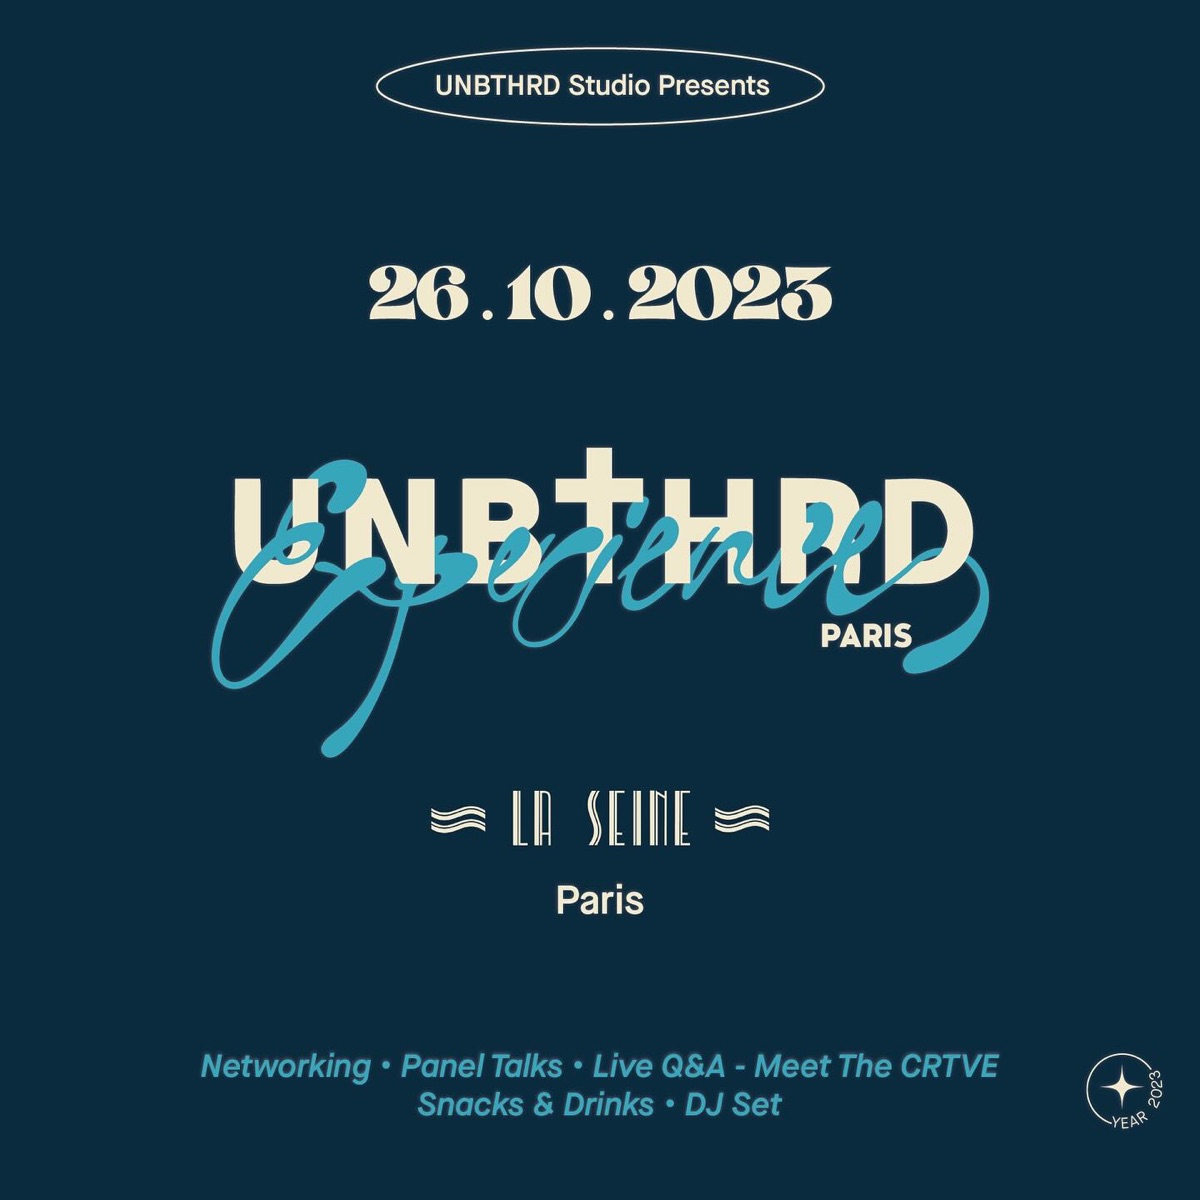 UNBTHRD Studio Presents
26.10.2023
UNBTHRD
Experience
PARIS
LA SEINE
Paris
Networking • Panel Talks • Live Q&A - Meet The CRTVE
Snacks & Drinks • DJ Set
YEAR 2023